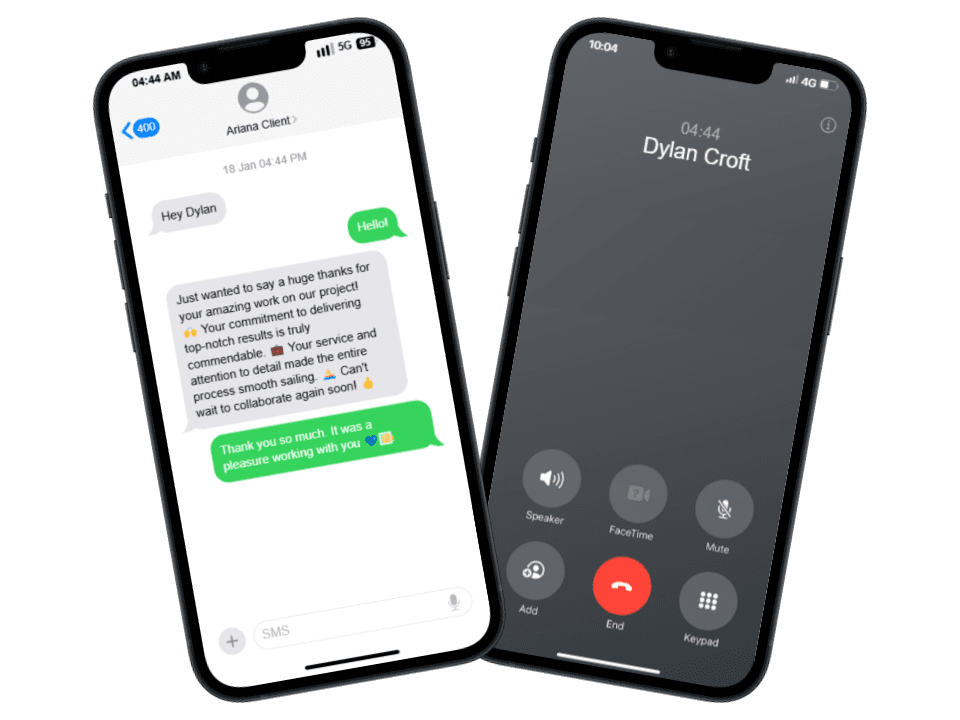 04:44 AM
5G 95
400
Ariana Client
18 Jan 04:44 PM
Hey Dylan
Hello!
Just wanted to say a huge thanks for
your amazing work on our project!
🙌 Your commitment to delivering
top-notch results is truly
commendable. 💼 Your service and
attention to detail made the entire
process smooth sailing. ⛵ Can't
wait to collaborate again soon!
Thank you so much. It was a
pleasure working with you 💙
SMS
10:04
4G
04:44
Dylan Croft
Speaker
FaceTime
Mute
Add
End
Keypad